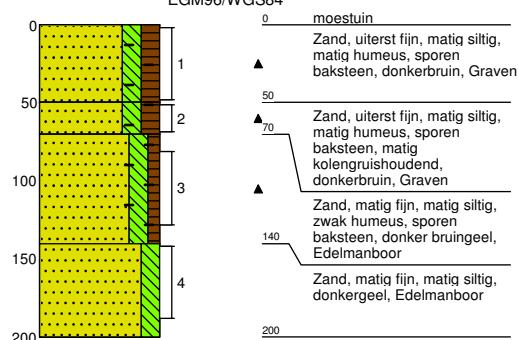 EGM96/WGS84
0
50
100
150
200
1
2
3
4
0 moestuin
Zand, uiterst fijn, matig siltig,
matig humeus, sporen
baksteen, donkerbruin, Graven
50
Zand, uiterst fijn, matig siltig,
matig humeus, sporen
baksteen, matig
kolengruishoudend,
donkerbruin, Graven
70
Zand, matig fijn, matig siltig,
zwak humeus, sporen
baksteen, donker bruingeel,
Edelmanboor
140
Zand, matig fijn, matig siltig,
donkergeel, Edelmanboor
200